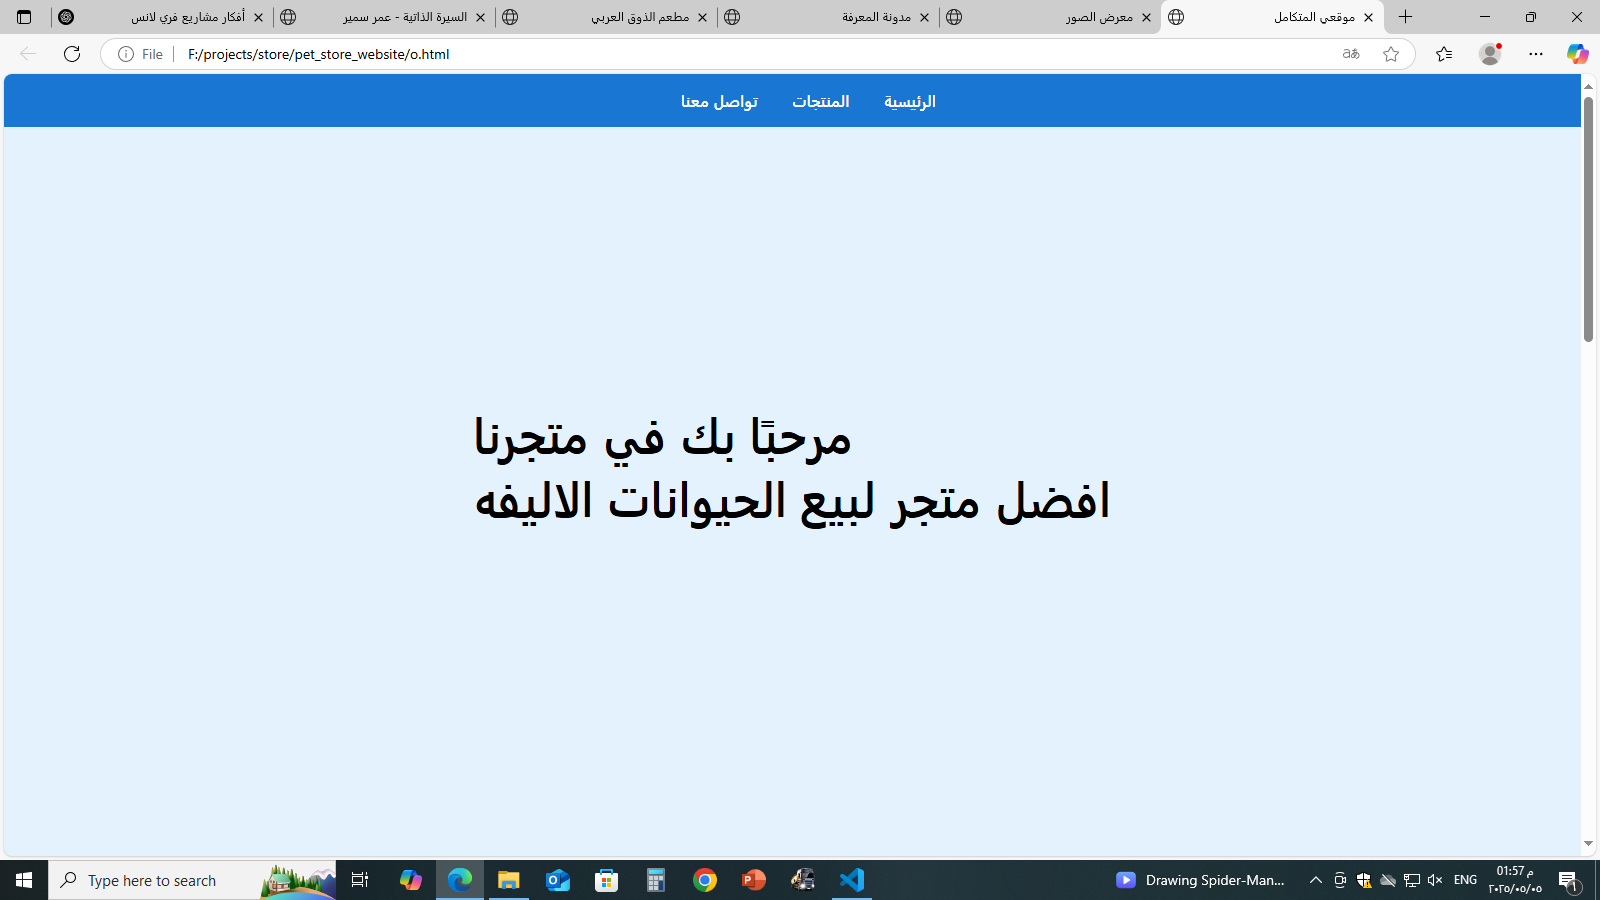 أفكار مشاريع فري لانس
السيرة الذاتية - عمر سمير
مطعم الذوق العربي
مدونة المعرفة
معرض الصور
موقعي المتكامل
File
F:/projects/store/pet_store_website/o.html
الرئيسية المنتجات تواصل معنا
مرحبًا بك في متجرنا
افضل متجر لبيع الحيوانات الاليفه
Type here to search
Drawing Spider-Man...
ENG
01:57 م
٢٠٢٥/٠٥/٠٥
١